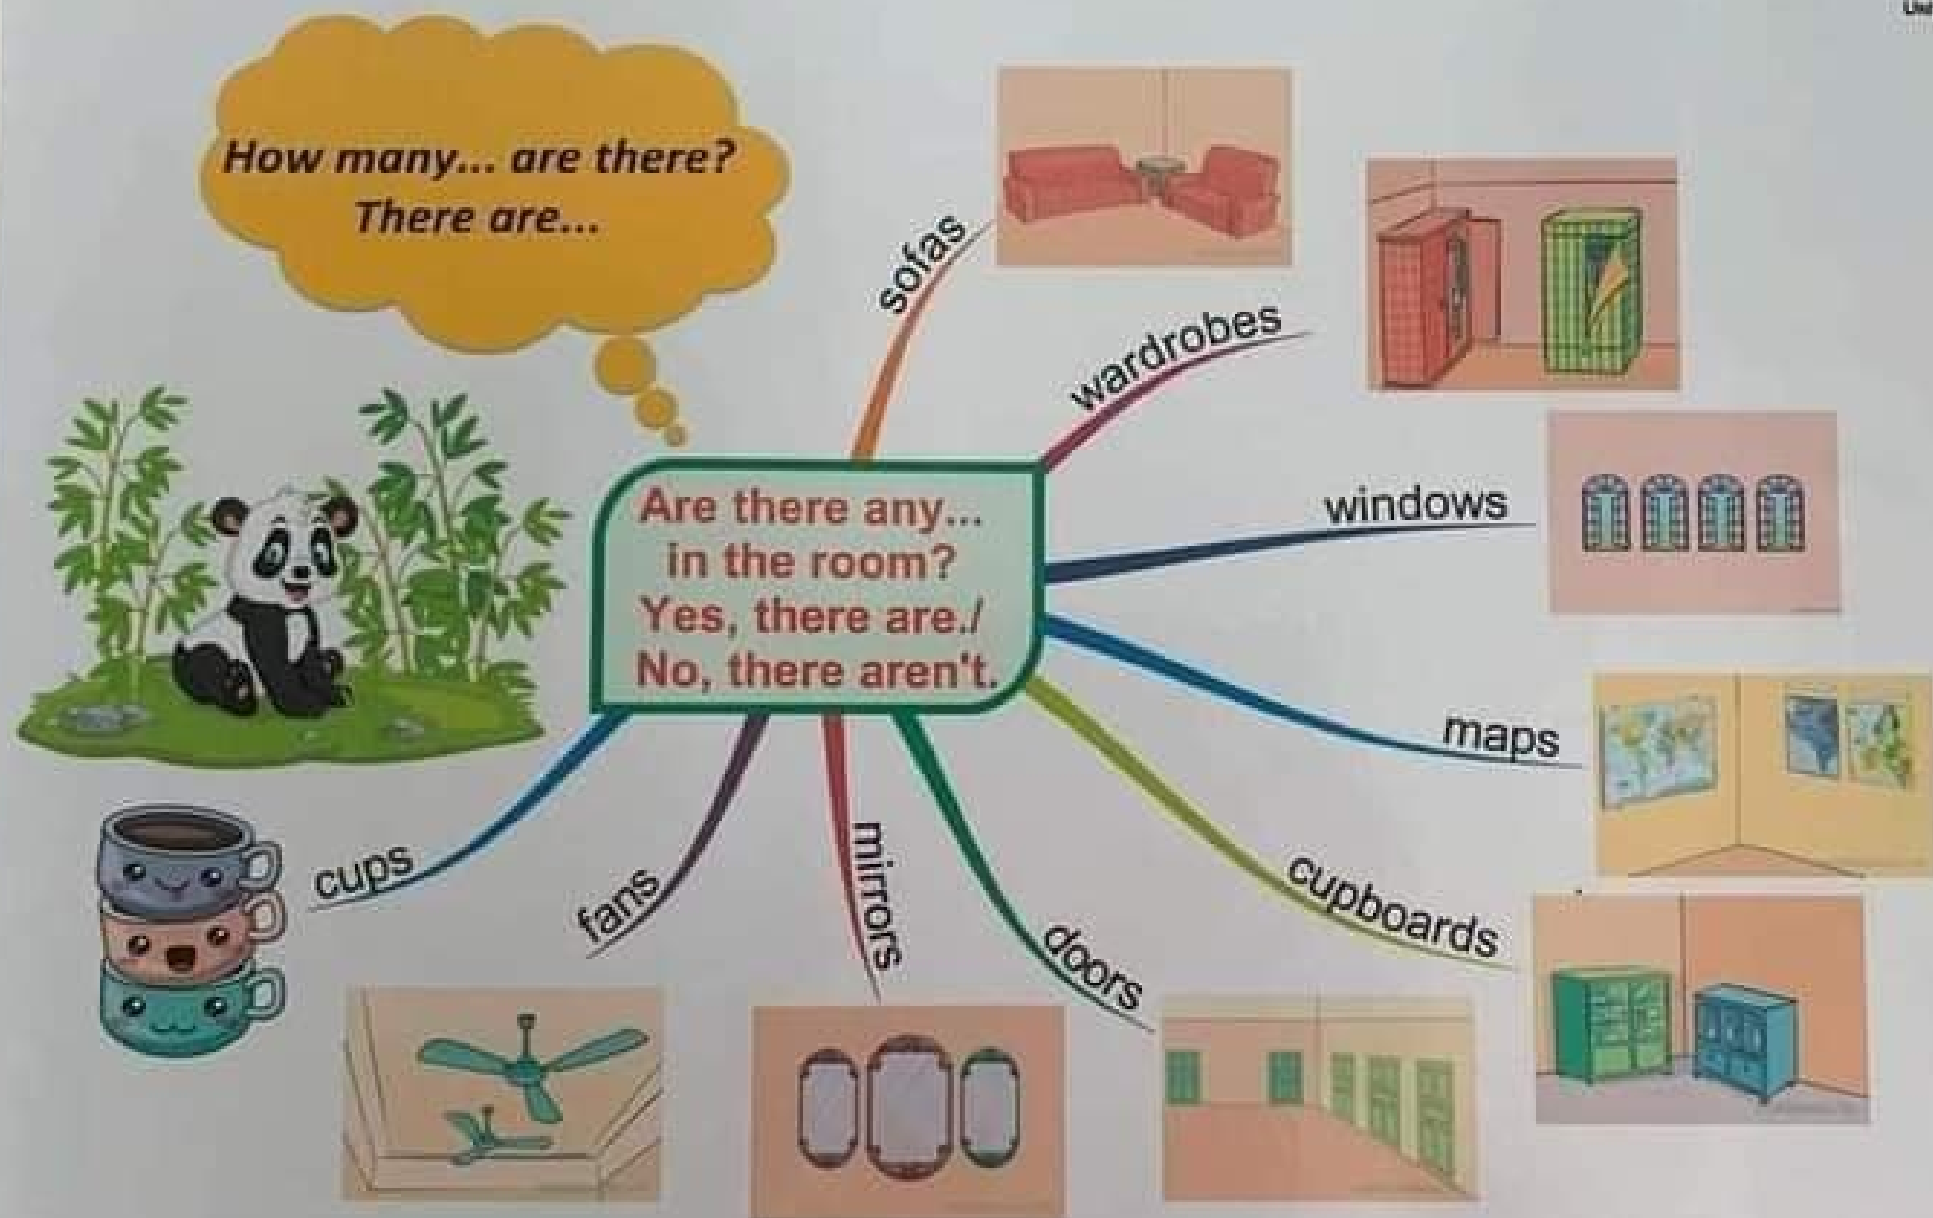 How many... are there?
There are...
sofas
wardrobes
windows
maps
cupboards
doors
mirrors
fans
cups
Are there any...
in the room?
Yes, there are./
No, there aren't.